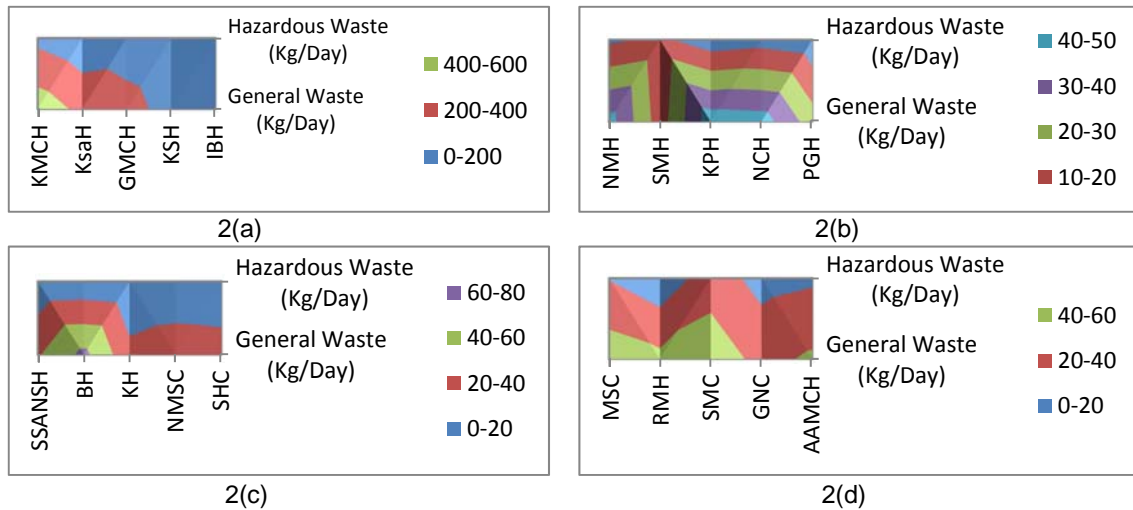 Hazardous Waste
(Kg/Day)
General Waste
(Kg/Day)
400-600
200-400
0-200
KMCH
KsaH
GMCH
KSH
IBH
2(a)
Hazardous Waste
(Kg/Day)
General Waste
(Kg/Day)
40-50
30-40
20-30
10-20
NMH
SMH
KPH
NCH
PGH
2(b)
Hazardous Waste
(Kg/Day)
General Waste
(Kg/Day)
60-80
40-60
20-40
0-20
SSANSH
BH
KH
NMSC
SHC
2(c)
Hazardous Waste
(Kg/Day)
General Waste
(Kg/Day)
40-60
20-40
0-20
MSC
RMH
SMC
GNC
AAMCH
2(d)